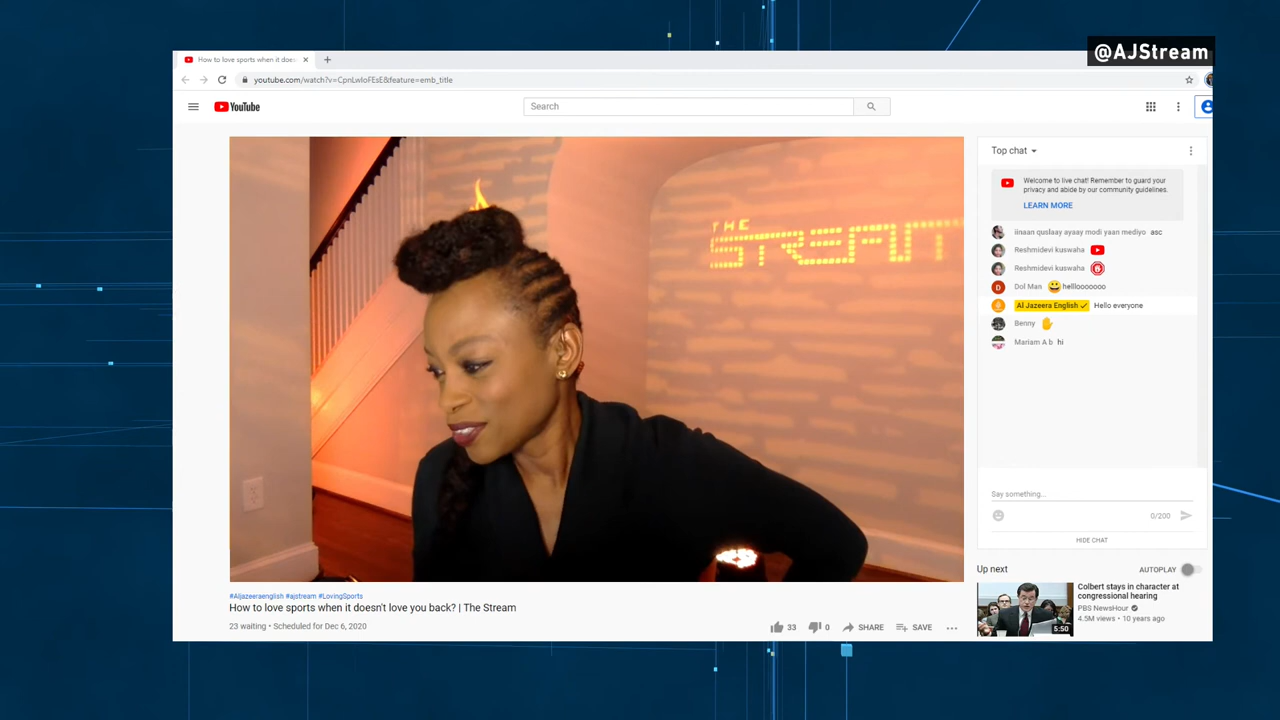 @AJStream
How to love sports when it does
youtube.com/watch?v=CpnLwIoFEsE&feature=emb_title
YouTube
Search
THE
STREAM
Top chat
Welcome to live chat! Remember to guard your
privacy and abide by our community guidelines.
LEARN MORE
iinaan quslaay ayaay modi yaan mediyo asc
Reshmidevi kuswaha
Reshmidevi kuswaha
D Dol Man helllooooooo
Al Jazeera English Hello everyone
Benny
Mariam A b hi
Say something...
0/200
HIDE CHAT
#Aljazeeraenglish #ajstream #LovingSports
How to love sports when it doesn't love you back? | The Stream
23 waiting • Scheduled for Dec 6, 2020
33 0 SHARE SAVE
Up next AUTOPLAY
Colbert stays in character at
congressional hearing
PBS NewsHour
4.5M views • 10 years ago
5:50